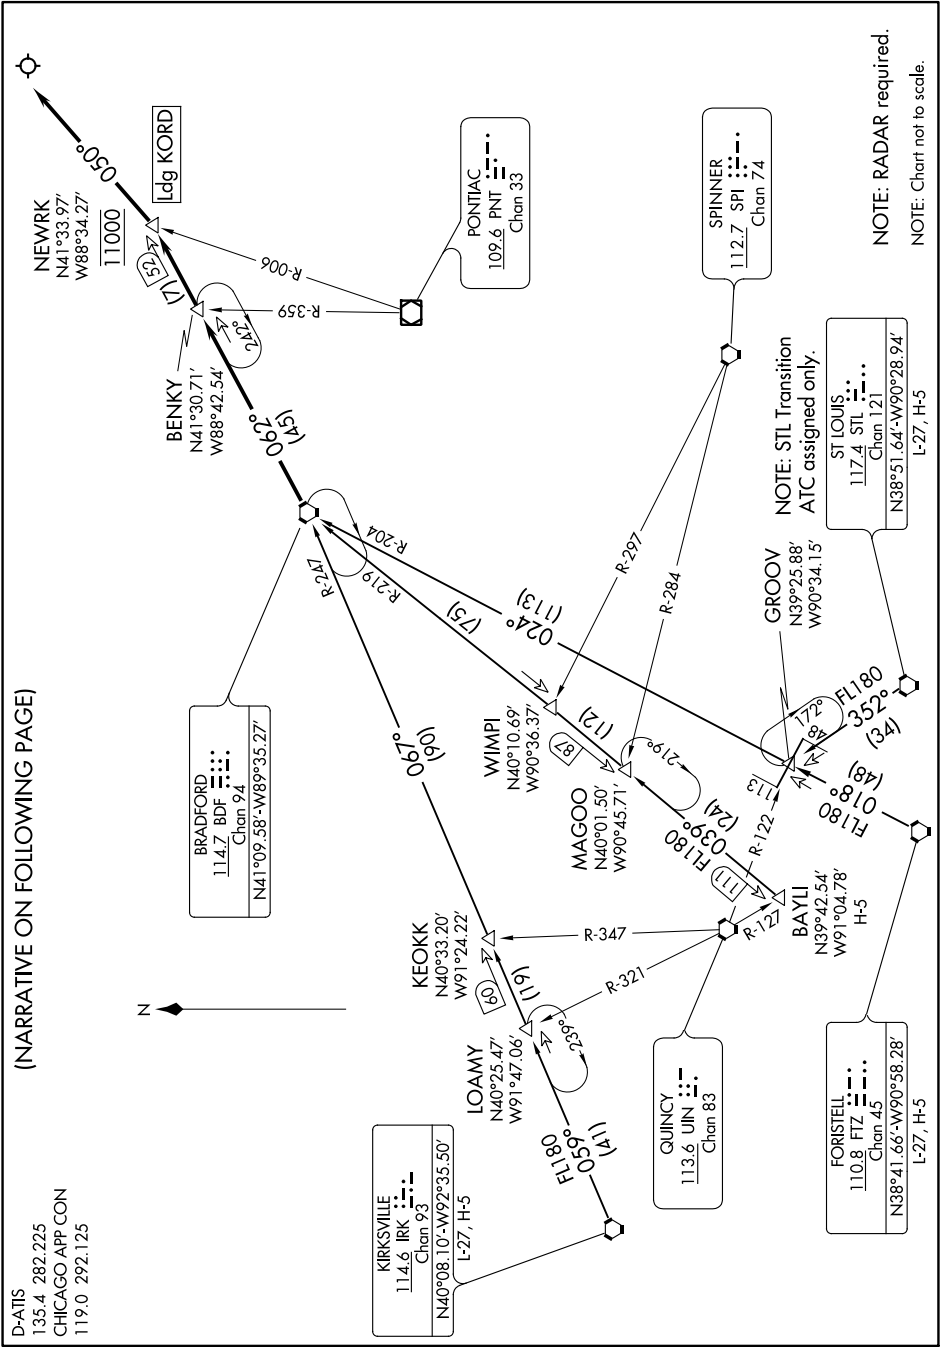 (NARRATIVE ON FOLLOWING PAGE)
D-ATIS
135.4 282.225
CHICAGO APP CON
119.0 292.125
NEWRK
N41°33.97’
W88°34.27’
11000
050°
Ldg KORD
(7)
52
BENKY
N41°30.71’
W88°42.54’
242°
R-006
R-359
PONTIAC
109.6 PNT
Chan 33
062°
(45)
BRADFORD
114.7 BDF
Chan 94
N41°09.58’-W89°35.27’
R-247
R-219
R-204
N
067°
(90)
(75)
024°
(113)
R-297
R-284
SPINNER
112.7 SPI
Chan 74
KEOKK
N40°33.20’
W91°24.22’
60
(19)
WIMPI
N40°10.69’
W90°36.37’
87
(12)
LOAMY
N40°25.47’
W91°47.06’
239°
R-347
R-321
MAGOO
N40°01.50’
W90°45.71’
219°
KIRKSVILLE
114.6 IRK
Chan 93
N40°08.10’-W92°35.50’
L-27, H-5
FL180
059°
(41)
FL180
039°
(24)
111
R-122
R-127
113
48
QUINCY
113.6 UIN
Chan 83
BAYLI
N39°42.54’
W91°04.78’
H-5
GROOV
N39°25.88’
W90°34.15’
172°
NOTE: STL Transition
ATC assigned only.
FL180
352°
(34)
FL180
018°
(48)
ST LOUIS
117.4 STL
Chan 121
N38°51.64’-W90°28.94’
L-27, H-5
FORISTELL
110.8 FTZ
Chan 45
N38°41.66’-W90°58.28’
L-27, H-5
NOTE: RADAR required.
NOTE: Chart not to scale.